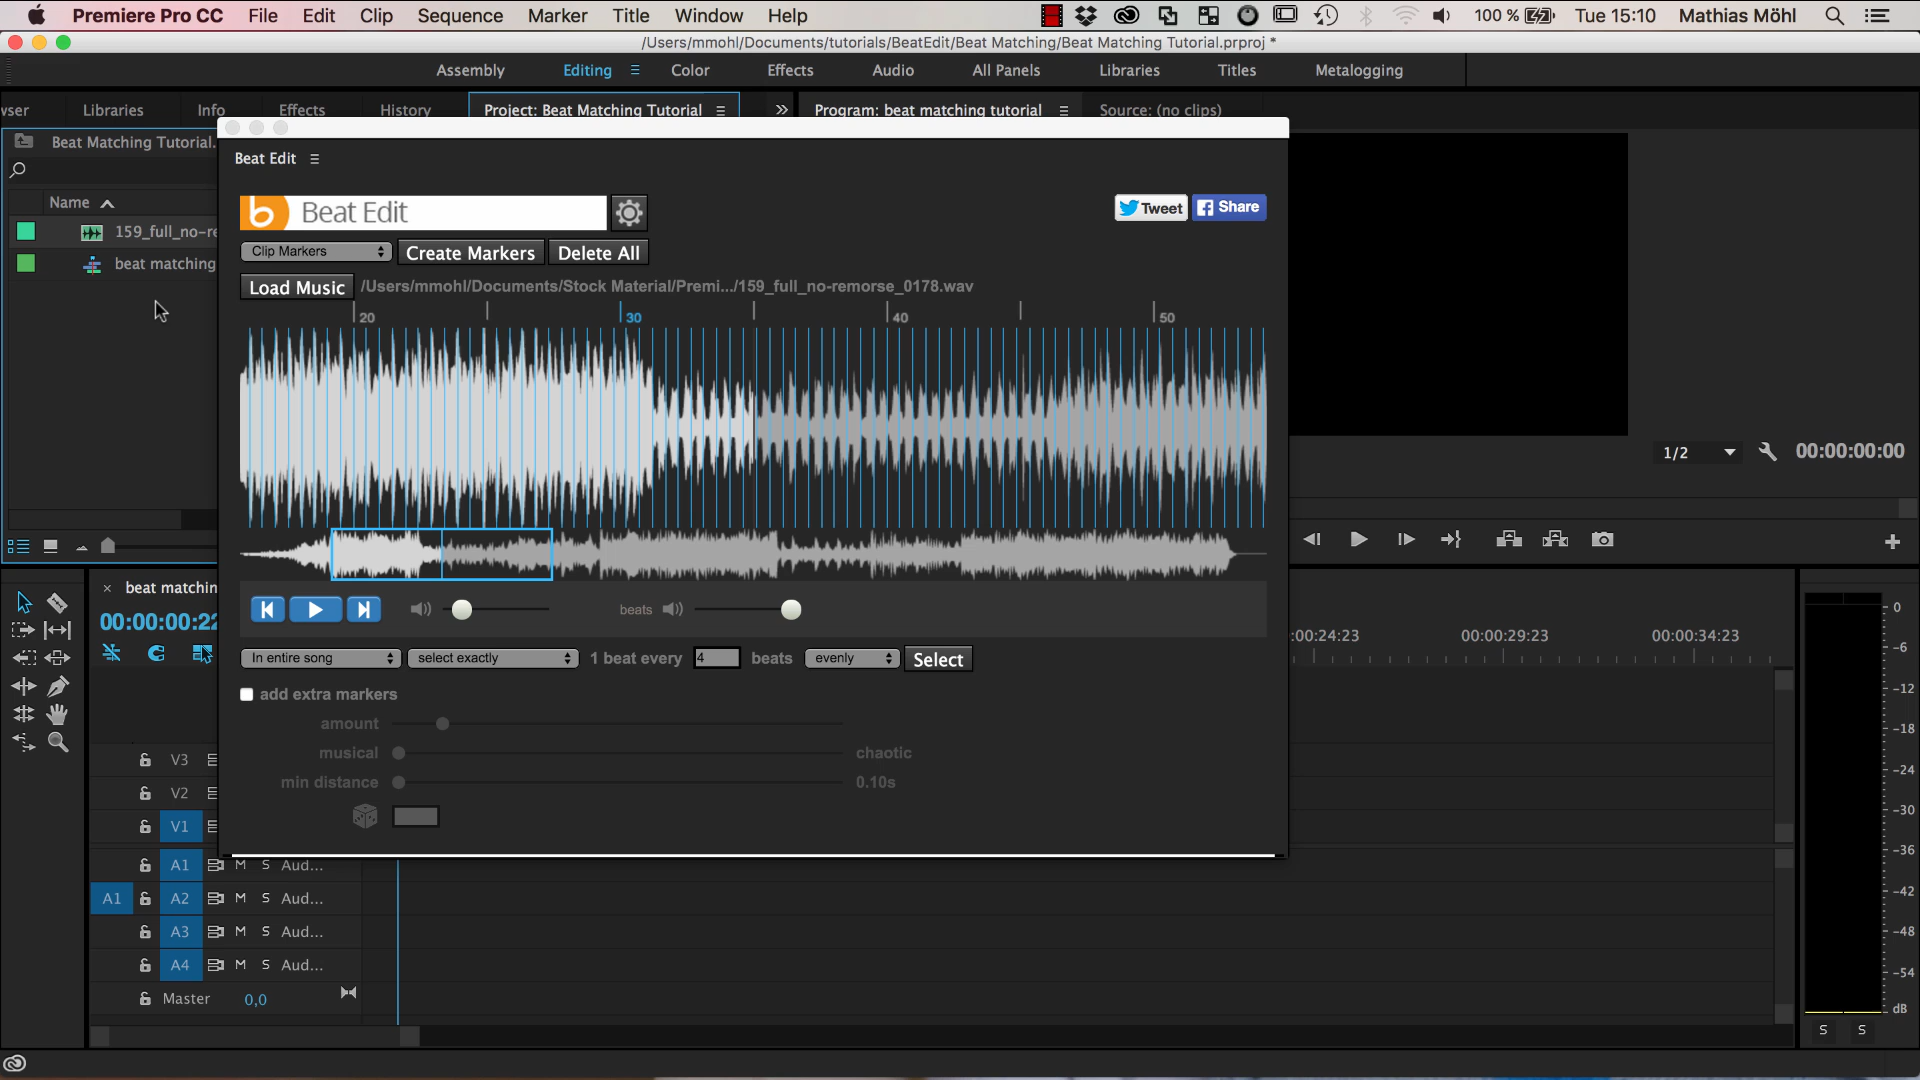 Premiere Pro CC File Edit Clip Sequence Marker Title Window Help 100 % Tue 15:10 Mathias Möhl
/Users/mmohl/Documents/tutorials/BeatEdit/Beat Matching/Beat Matching Tutorial.prproj *
Assembly Editing Color Effects Audio All Panels Libraries Titles Metalogging
wser Libraries Info Effects History Project: Beat Matching Tutorial Program: beat matching tutorial Source: (no clips)
Beat Matching Tutorial.
Beat Edit
Name
Beat Edit
Tweet
Share
159_full_no-re
Clip Markers Create Markers Delete All
beat matching
Load Music /Users/mmohl/Documents/Stock Material/Premi.../159_full_no-remorse_0178.wav
20 30 40 50
1/2 00:00:00:00
beat matchin
beats
00:00:00:22
:00:24:23 00:00:29:23 00:00:34:23
In entire song select exactly 1 beat every 4 beats evenly Select
add extra markers
amount
musical chaotic
min distance 0.10s
V3
V2
V1
A1 M S Aud...
A1 A2 M S Aud...
A3 M S Aud...
A4 M S Aud...
Master 0,0
0
-6
-12
-18
-24
-30
-36
-42
-48
-54
dB
S S